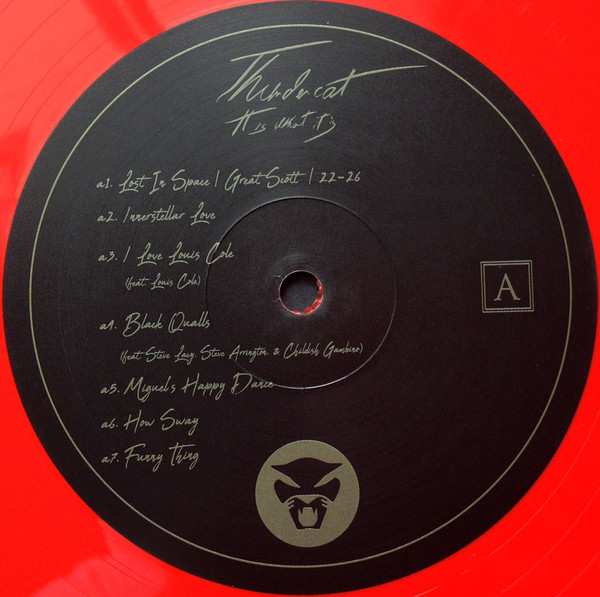 Thundercat
It is what it is
a1. Lost In Space / Great Scott / 22-26
a2. Innerstellar Love
a3. I Love Louis Cole
(feat. Louis Cole)
A
a4. Black Qualls
(feat. Steve Lacy, Steve Arrington, & Childish Gambino)
a5. Miguel's Happy Dance
a6. How Sway
a7. Funny Thing